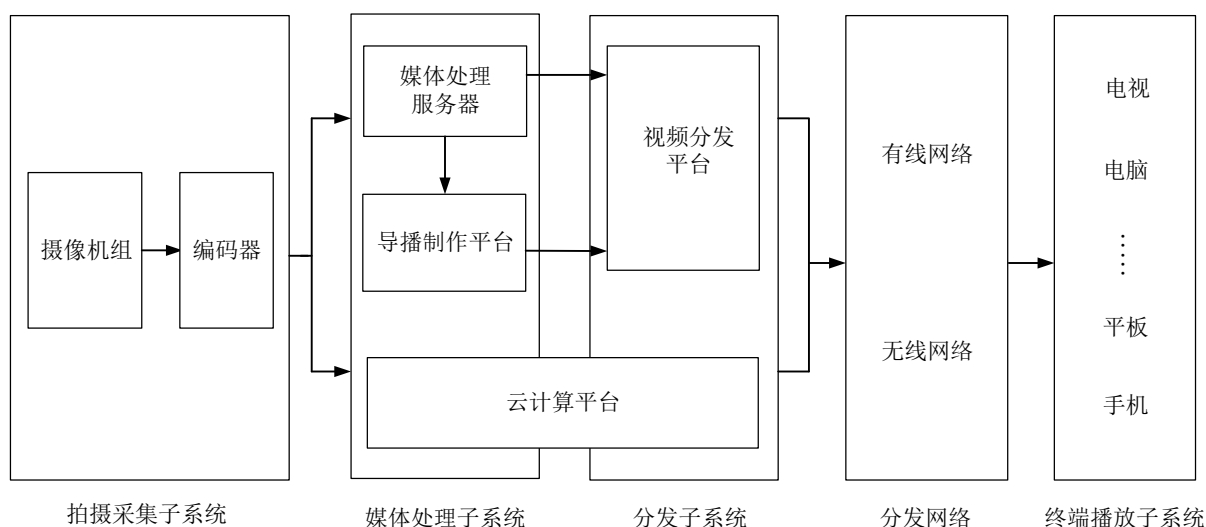 摄像机组
编码器
拍摄采集子系统
媒体处理
服务器
导播制作平台
云计算平台
媒体处理子系统
视频分发
平台
分发子系统
有线网络
无线网络
分发网络
电视
电脑
……
平板
手机
终端播放子系统